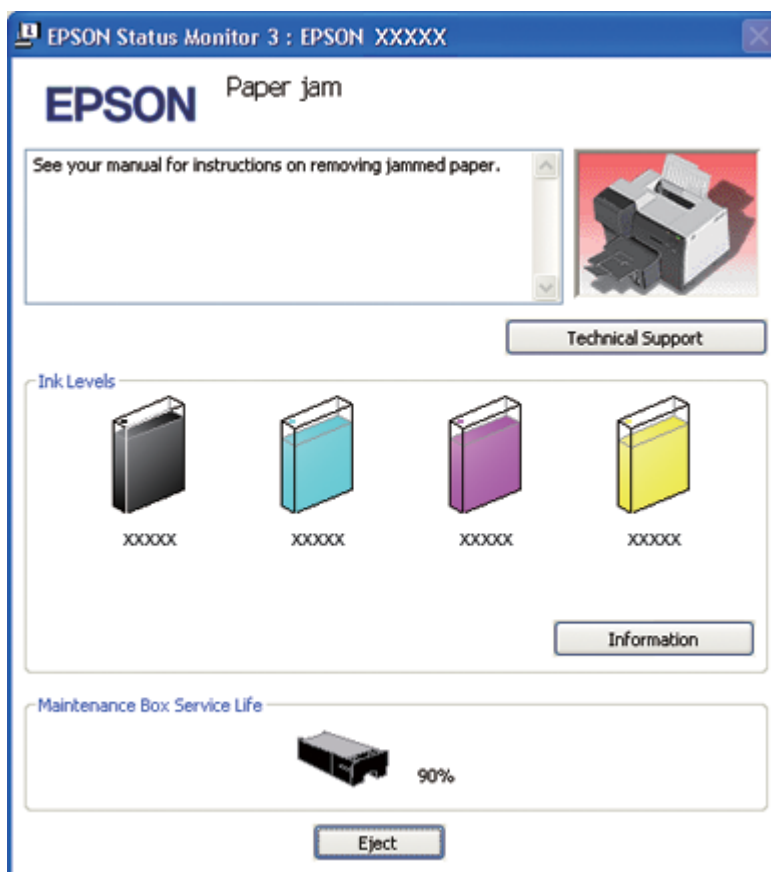 EPSON Status Monitor 3 : EPSON XXXXX
EPSON
Paper jam
See your manual for instructions on removing jammed paper.
Technical Support
Ink Levels
XXXXX XXXXX XXXXX XXXXX
Information
Maintenance Box Service Life
90%
Eject